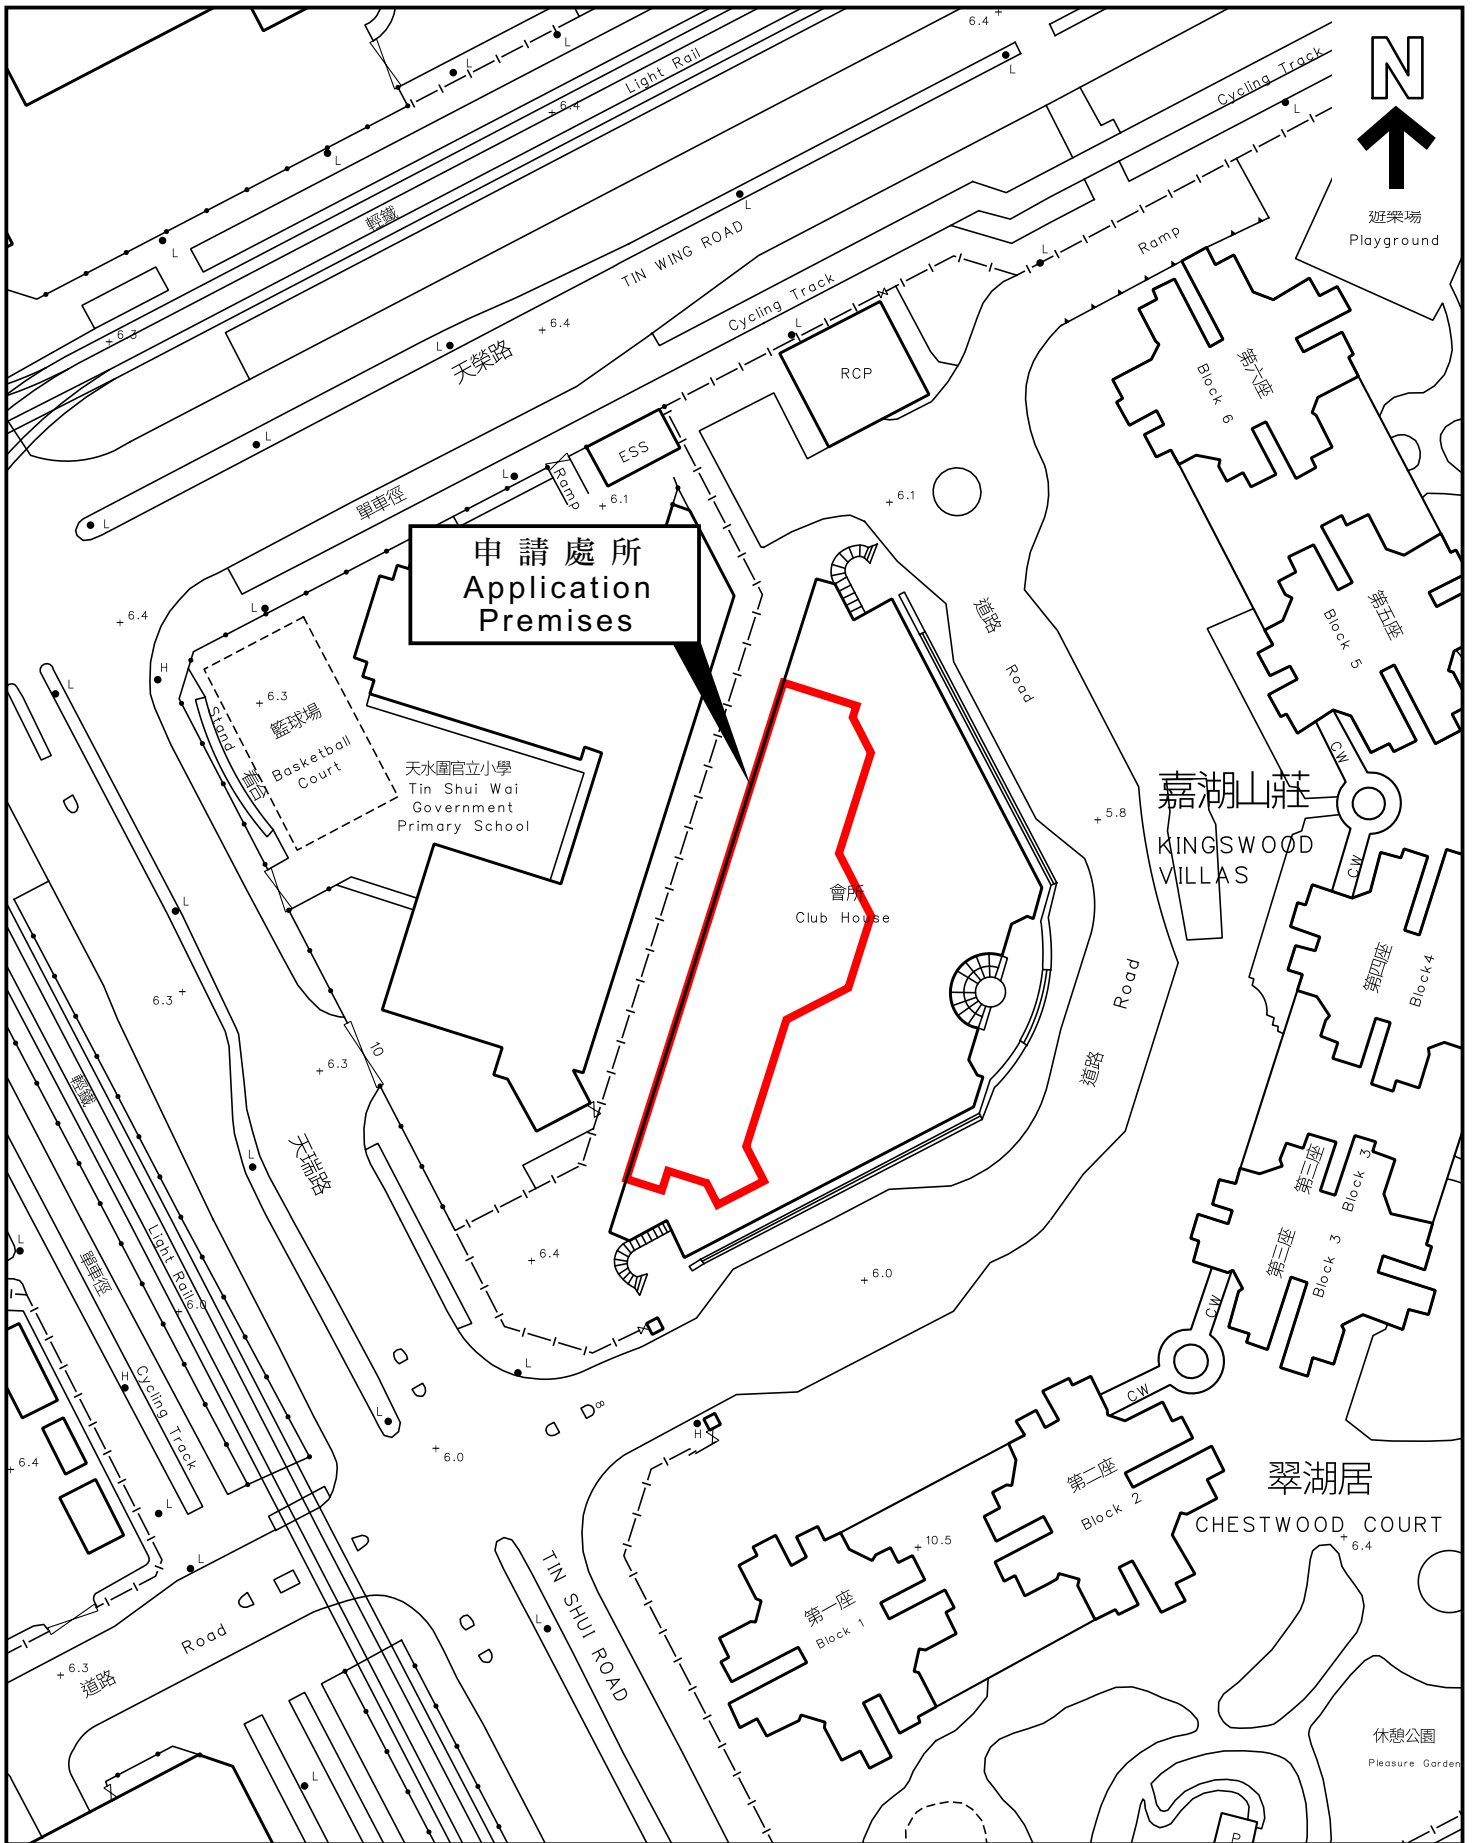 6.4
N
L
L
Light Rail
L
Cycling Track
6.4
L
L
輕鐵
L
遊樂場
Playground
L
TIN WING ROAD
L
Ramp
Cycling Track
6.3
L
6.4
L
天榮路
RCP
第六座
Block 6
L
ESS
L
單車徑
Ramp
6.1
6.1
L
申請處所
Application
Premises
6.4
L
道路
Road
第五座
Block 5
H
L
6.3
Stand
看台
籃球場
Basketball
Court
天水圍官立小學
Tin Shui Wai
Government
Primary School
CW
嘉湖山莊
KINGSWOOD
VILLAS
5.8
CW
會所
Club House
L
第四座
Block4
6.3
Road
道路
10
6.3
輕鐵
天瑞路
L
第三座
Block 3
第三座
Block 3
L
Light Rail
單車徑
6.4
6.0
CW
6.0
L
H
Cycling Track
L
CW
8
H
6.0
6.4
第二座
Block 2
翠湖居
CHESTWOOD COURT
6.4
L
10.5
L
TIN SHUI ROAD
L
第一座
Block 1
Road
道路
6.3
休憩公園
Pleasure Garden
L
P